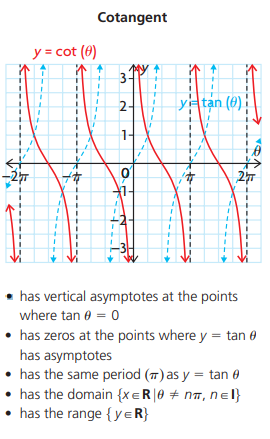 Cotangent
y = cot (θ)
y
3
2
y = tan (θ)
1
θ
−2π
−π
0
π
2π
−1
−2
−3
• has vertical asymptotes at the points
where tan θ = 0
• has zeros at the points where y = tan θ
has asymptotes
• has the same period (π) as y = tan θ
• has the domain {x ∈ R | θ ≠ nπ, n ∈ I}
• has the range {y ∈ R}